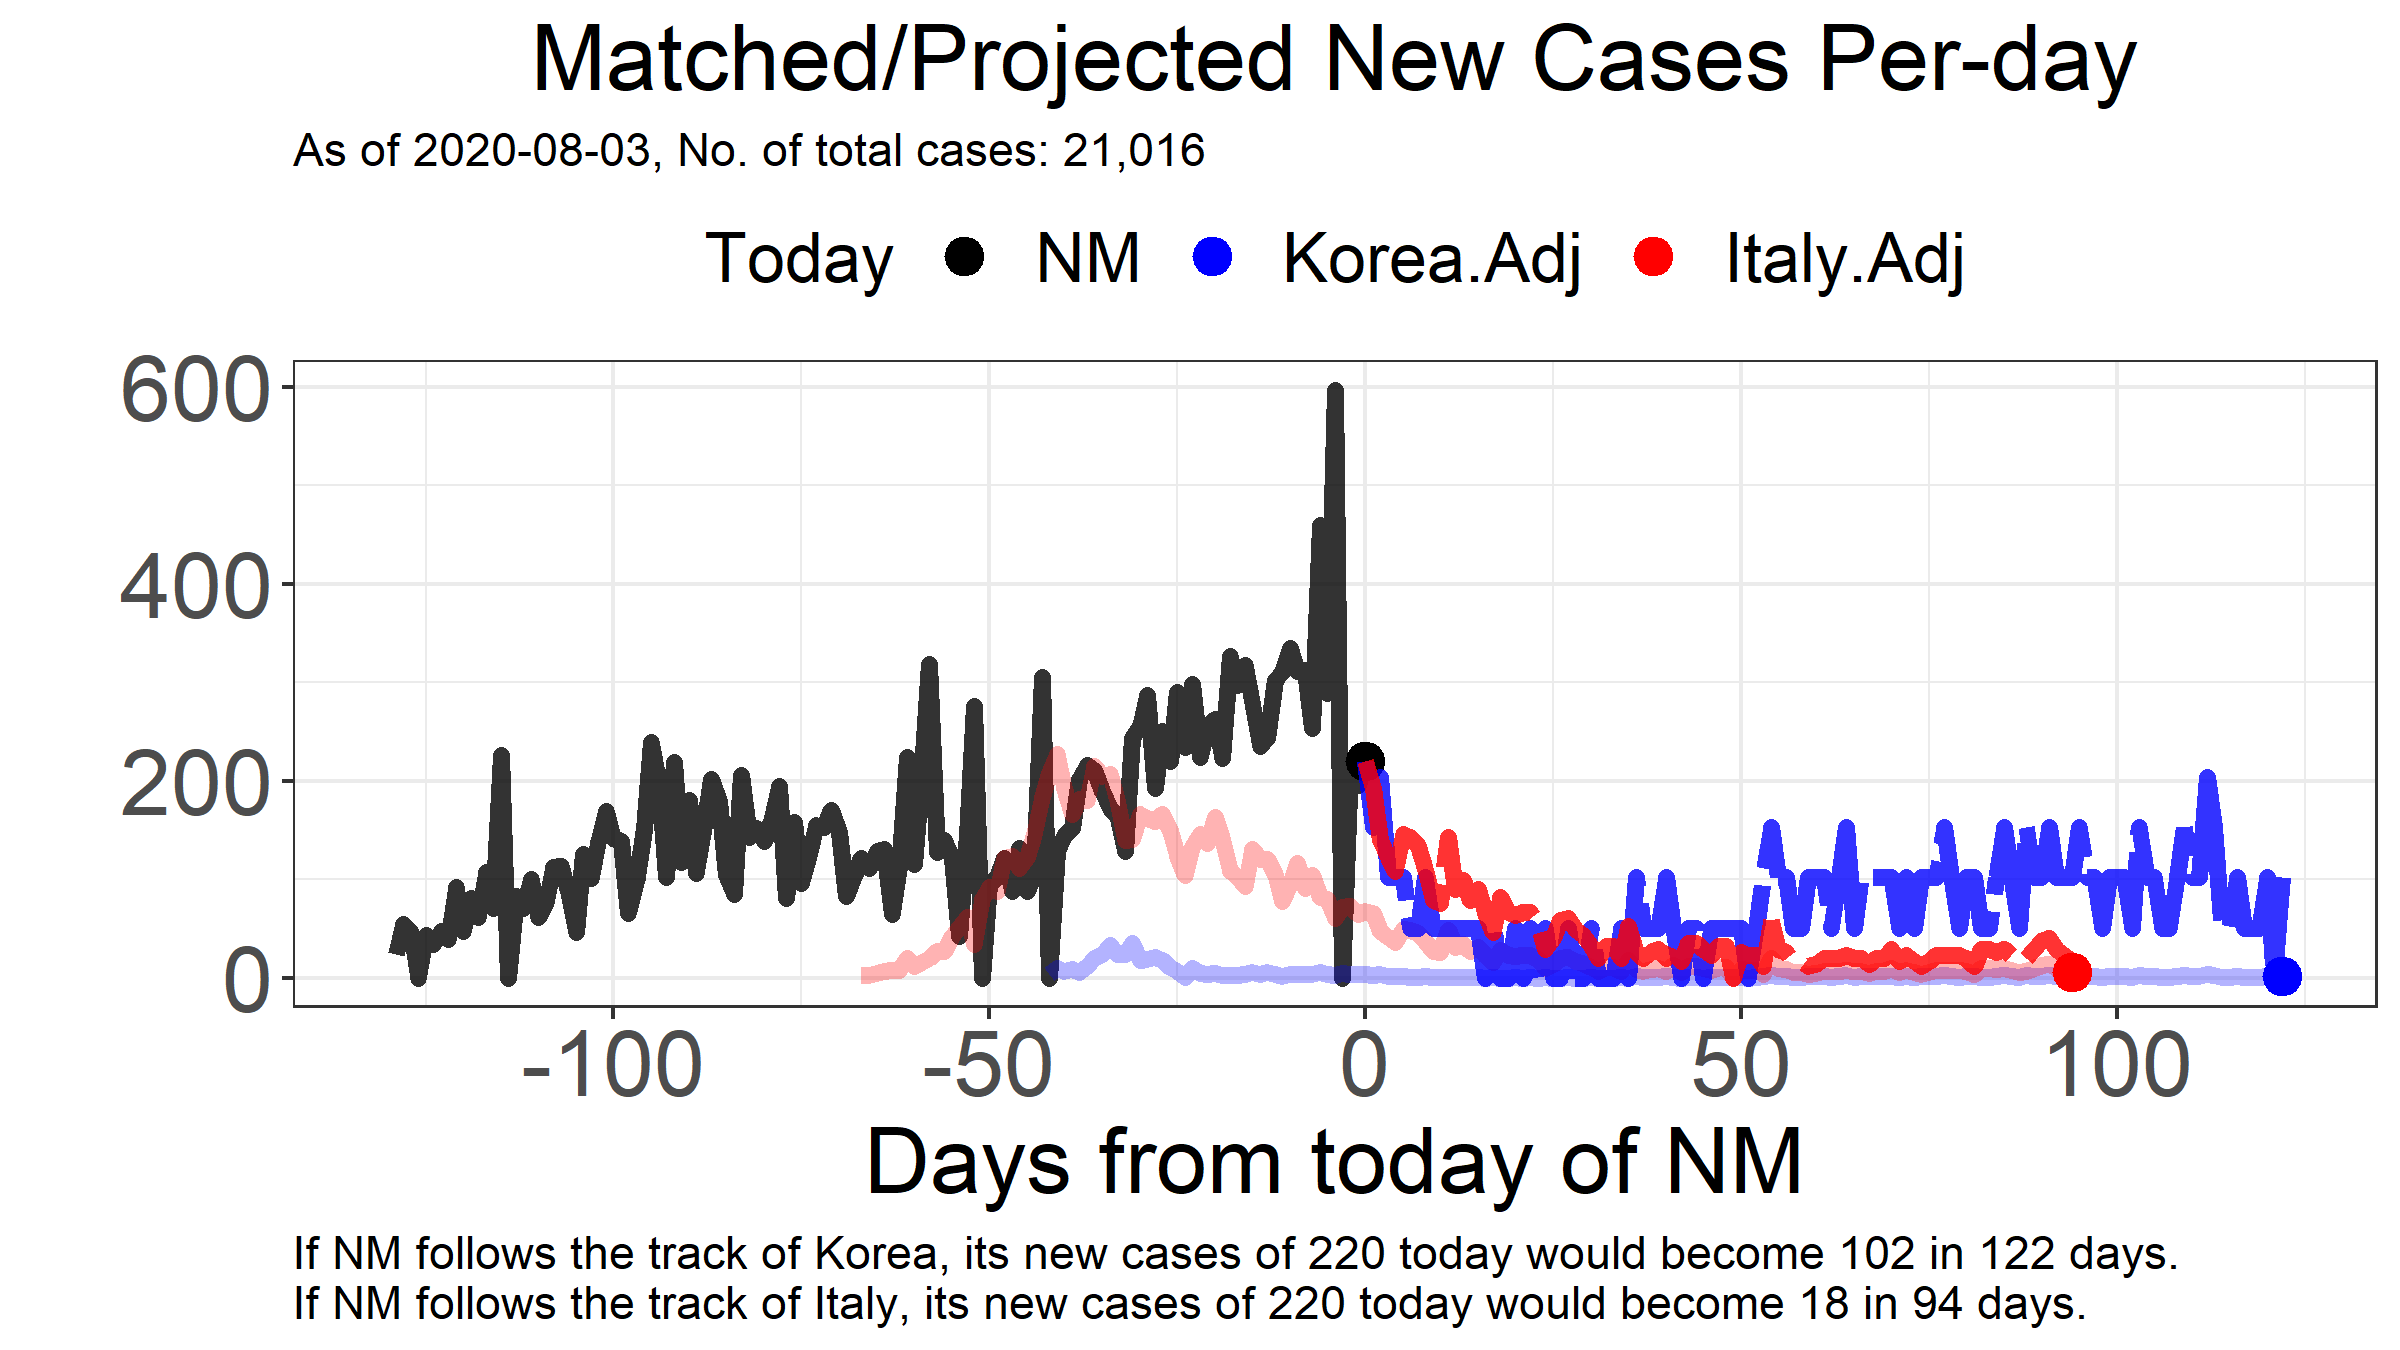 Matched/Projected New Cases Per-day
As of 2020-08-03, No. of total cases: 21,016
Today NM Korea.Adj Italy.Adj
600
400
200
0
-100 -50 0 50 100
Days from today of NM
If NM follows the track of Korea, its new cases of 220 today would become 102 in 122 days.
If NM follows the track of Italy, its new cases of 220 today would become 18 in 94 days.